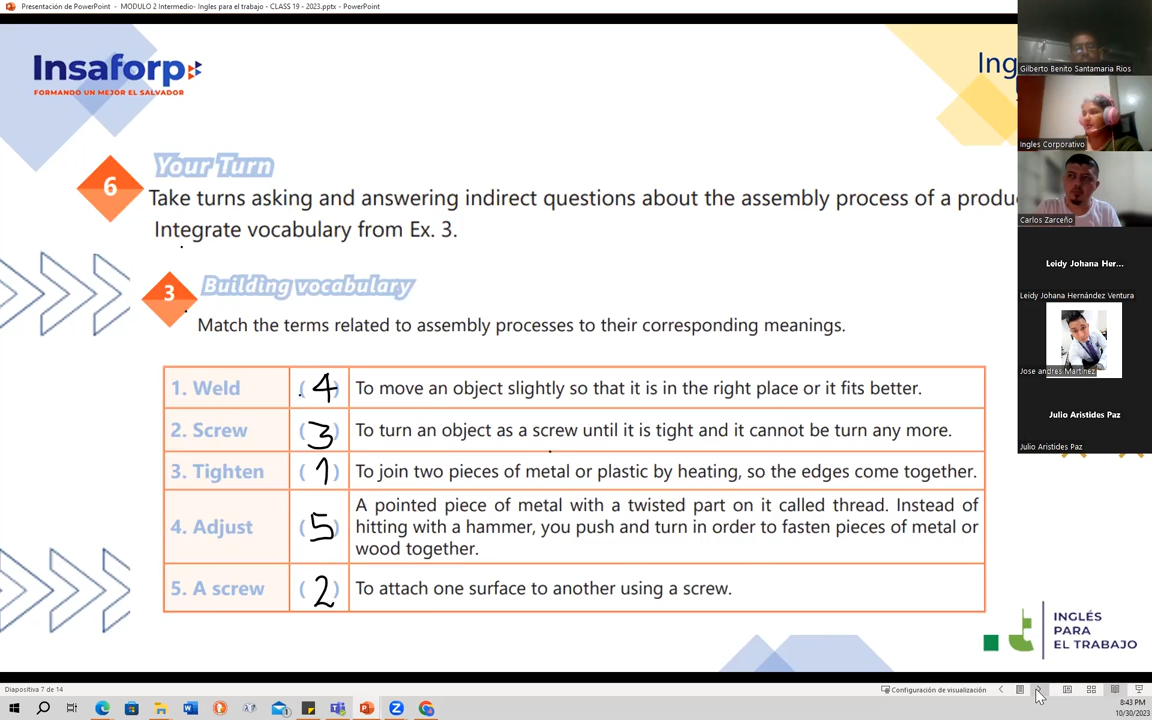 Presentación de PowerPoint - MODULO 2 Intermedio- Ingles para el trabajo - CLASS 19 - 2023.pptx - PowerPoint
Insaforp
FORMANDO UN MEJOR EL SALVADOR
Ing
Gilberto Benito Santamaria Rios
Ingles Corporativo
Carlos Zarceño
Leidy Johana Her...
Leidy Johana Hernández Ventura
Jose andres Martinez
Julio Aristides Paz
Julio Aristides Paz
6
Your Turn
Take turns asking and answering indirect questions about the assembly process of a produ
Integrate vocabulary from Ex. 3.
3
Building vocabulary
Match the terms related to assembly processes to their corresponding meanings.
1. Weld (4) To move an object slightly so that it is in the right place or it fits better.
2. Screw (3) To turn an object as a screw until it is tight and it cannot be turn any more.
3. Tighten (1) To join two pieces of metal or plastic by heating, so the edges come together.
4. Adjust (5) A pointed piece of metal with a twisted part on it called thread. Instead of
hitting with a hammer, you push and turn in order to fasten pieces of metal or
wood together.
5. A screw (2) To attach one surface to another using a screw.
INGLÉS
PARA
EL TRABAJO
Diapositiva 7 de 14
Configuración de visualización
8:43 PM
10/30/2023